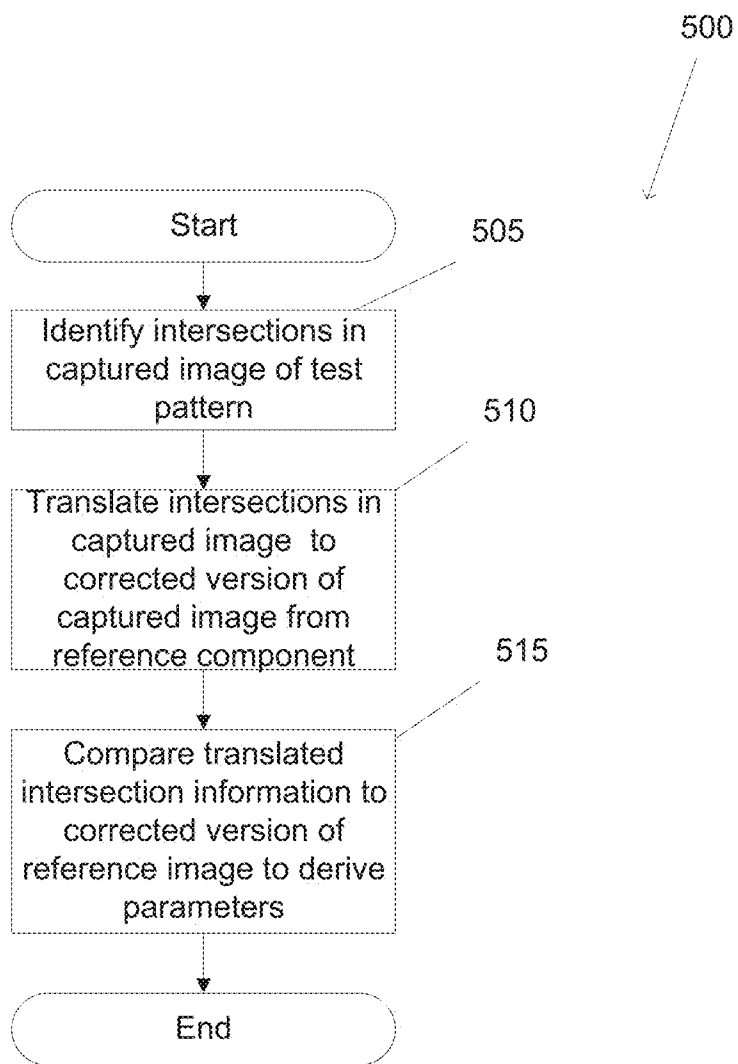 500
Start
505
Identify intersections in
captured image of test
pattern
510
Translate intersections in
captured image to
corrected version of
captured image from
reference component
515
Compare translated
intersection information to
corrected version of
reference image to derive
parameters
End